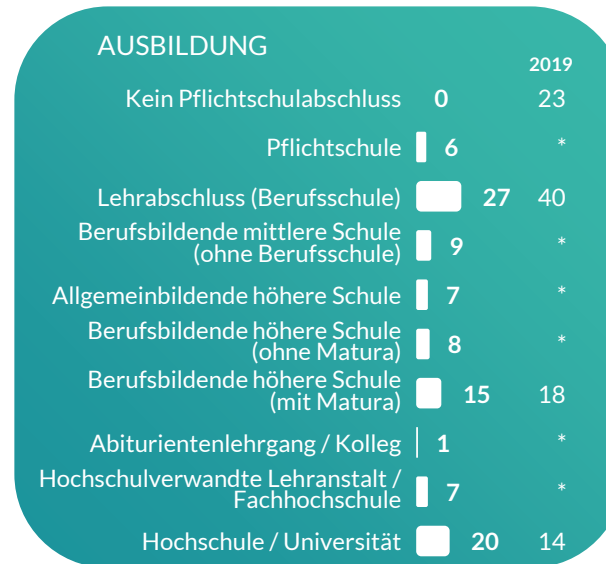 AUSBILDUNG
2019
Kein Pflichtschulabschluss 0 23
Pflichtschule 6 *
Lehrabschluss (Berufsschule) 27 40
Berufsbildende mittlere Schule
(ohne Berufsschule) 9 *
Allgemeinbildende höhere Schule 7 *
Berufsbildende höhere Schule
(ohne Matura) 8 *
Berufsbildende höhere Schule
(mit Matura) 15 18
Abiturientenlehrgang / Kolleg 1 *
Hochschulverwandte Lehranstalt /
Fachhochschule 7 *
Hochschule / Universität 20 14